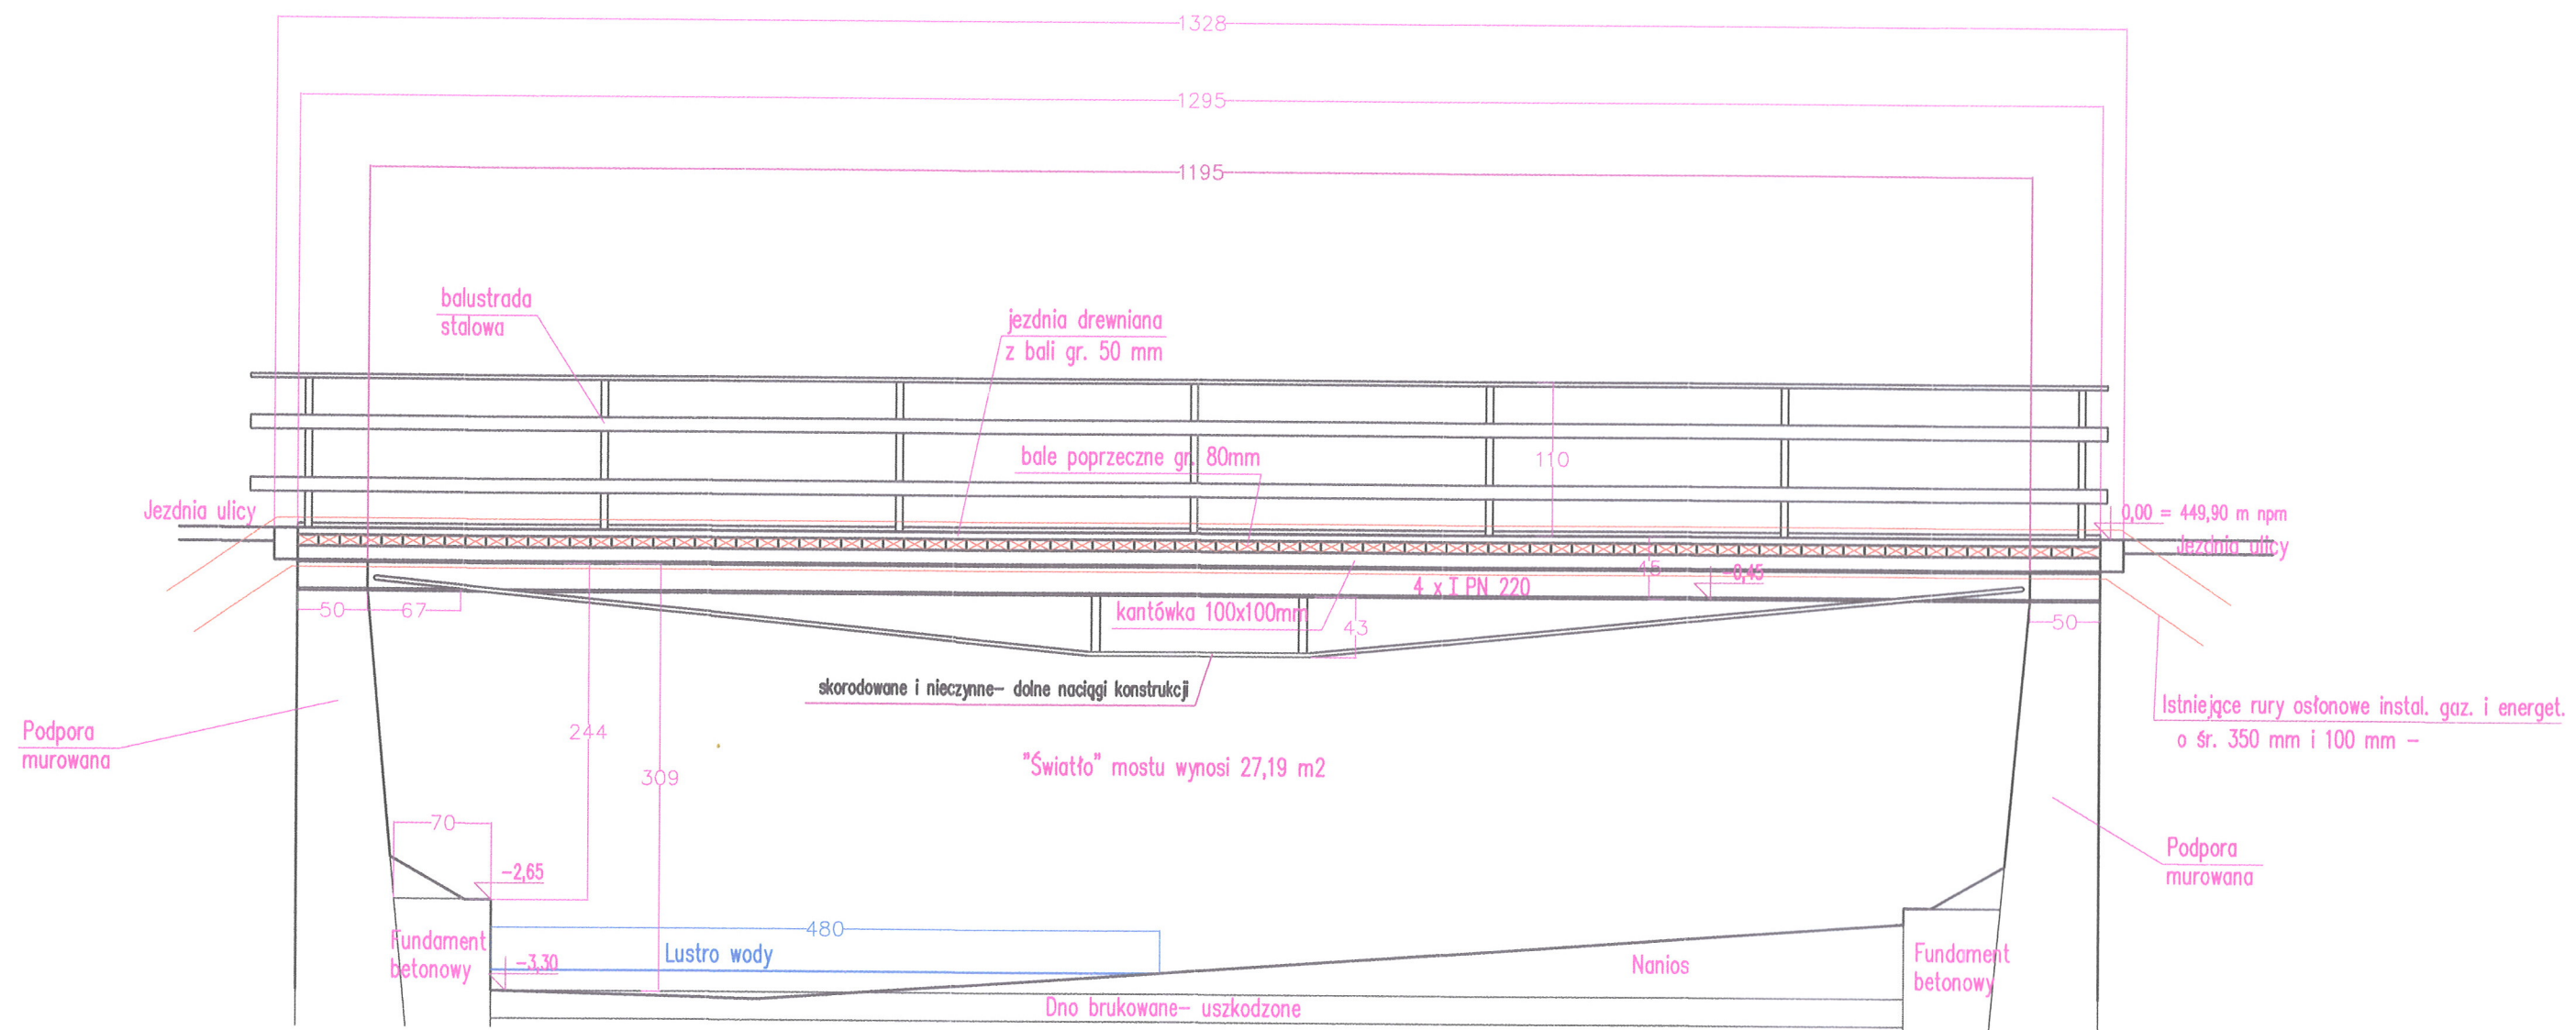 1328
1295
1195
balustrada
stalowa
jezdnia drewniana
z bali gr. 50 mm
bale poprzeczne gr. 80mm
110
Jezdnia ulicy
0,00 = 449,90 m npm
Jezdnia ulicy
45
-0,45
4 x I PN 220
kantówka 100x100mm
43
50
67
50
skorodowane i nieczynne- dolne naciągi konstrukcji
Istniejące rury osłonowe instal. gaz. i energet.
o śr. 350 mm i 100 mm -
Podpora
murowana
244
309
"Światło" mostu wynosi 27,19 m2
70
-2,65
Podpora
murowana
480
Fundament
betonowy
Lustro wody
-3,30
Nanios
Fundament
betonowy
Dno brukowane- uszkodzone